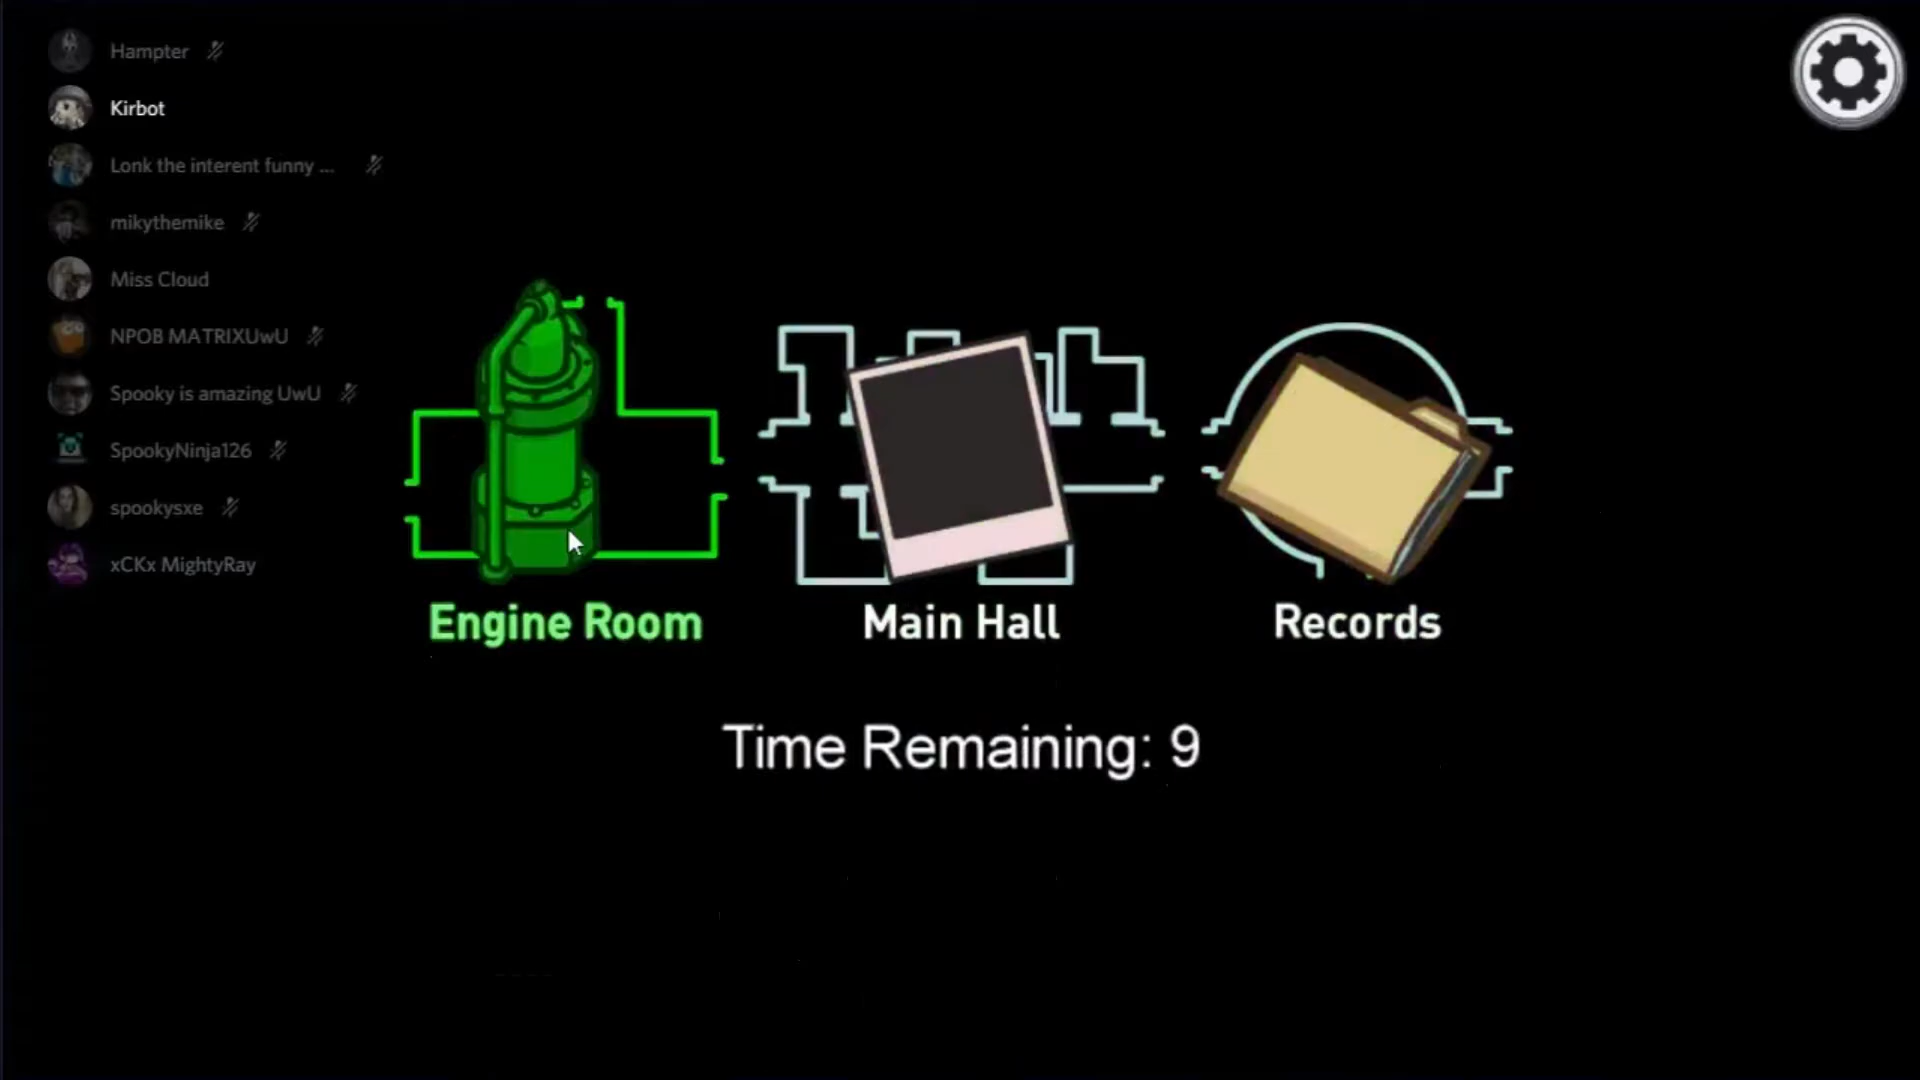 Hampter
Kirbot
Lonk the interent funny ...
mikythemike
Miss Cloud
NPOB MATRIXUwU
Spooky is amazing UwU
SpookyNinja126
spookysxe
xCKx MightyRay
Engine Room
Main Hall
Records
Time Remaining: 9